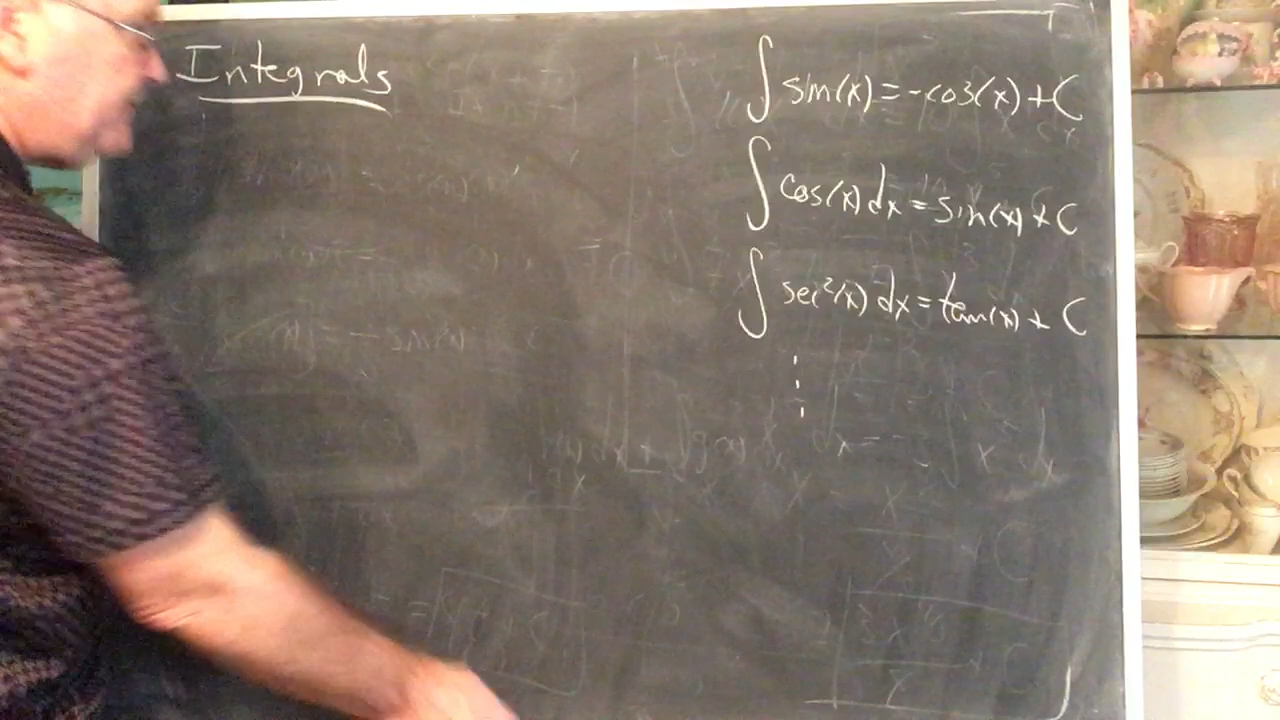 Integrals
∫ sin(x) = -cos(x) + C
∫ cos(x) dx = sin(x) + C
∫ sec²(x) dx = tan(x) + C
⋮